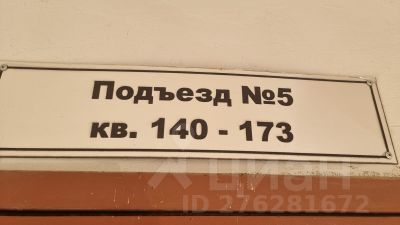 Подъезд №5
кв. 140 - 173
циан
ID 276281672